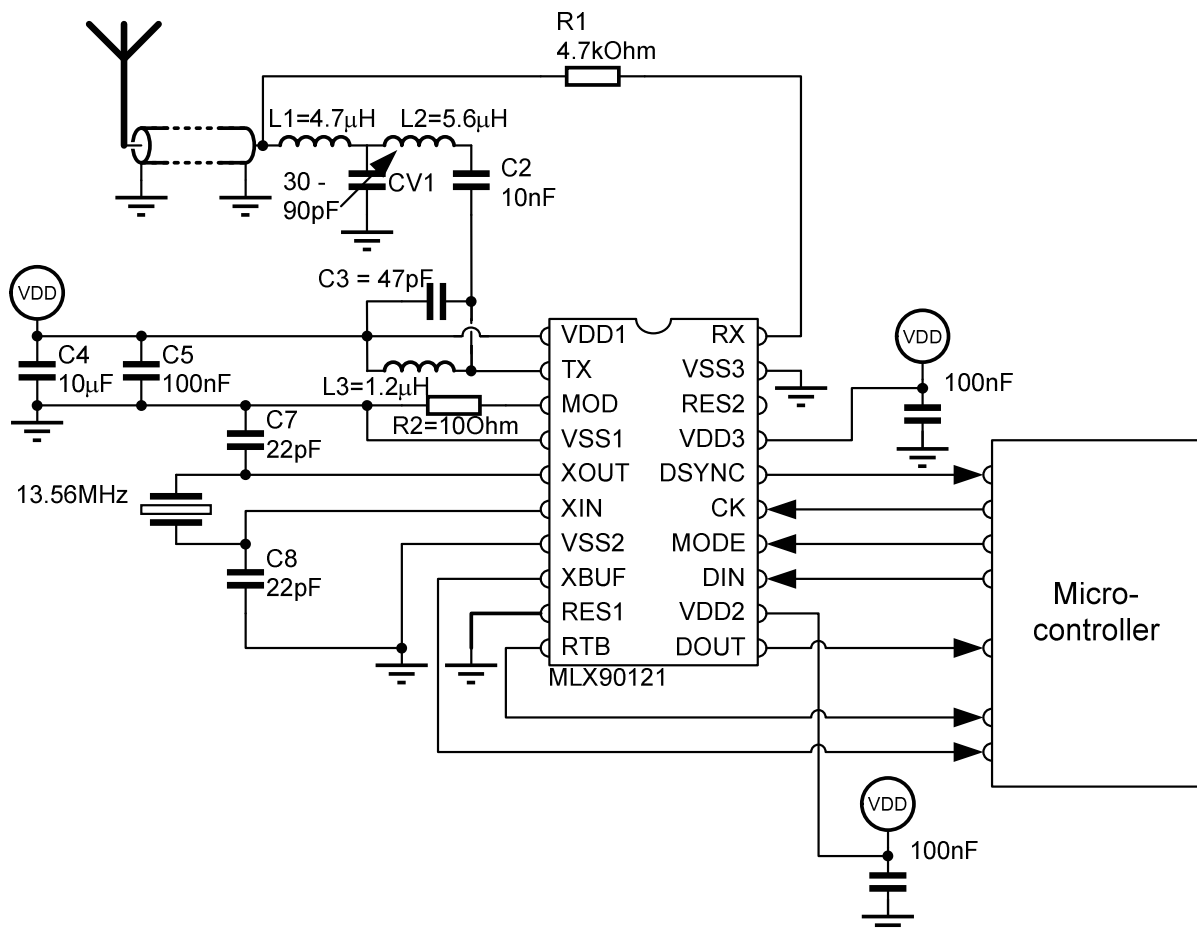 R1
4.7kOhm
L1=4.7μH
L2=5.6μH
C2
10nF
30 -
90pF
CV1
C3 = 47pF
VDD
C4
10μF
C5
100nF
L3=1.2μH
R2=10Ohm
C7
22pF
13.56MHz
C8
22pF
VDD1
TX
MOD
VSS1
XOUT
XIN
VSS2
XBUF
RES1
RTB
RX
VSS3
RES2
VDD3
DSYNC
CK
MODE
DIN
VDD2
DOUT
MLX90121
VDD
100nF
Micro-
controller
VDD
100nF